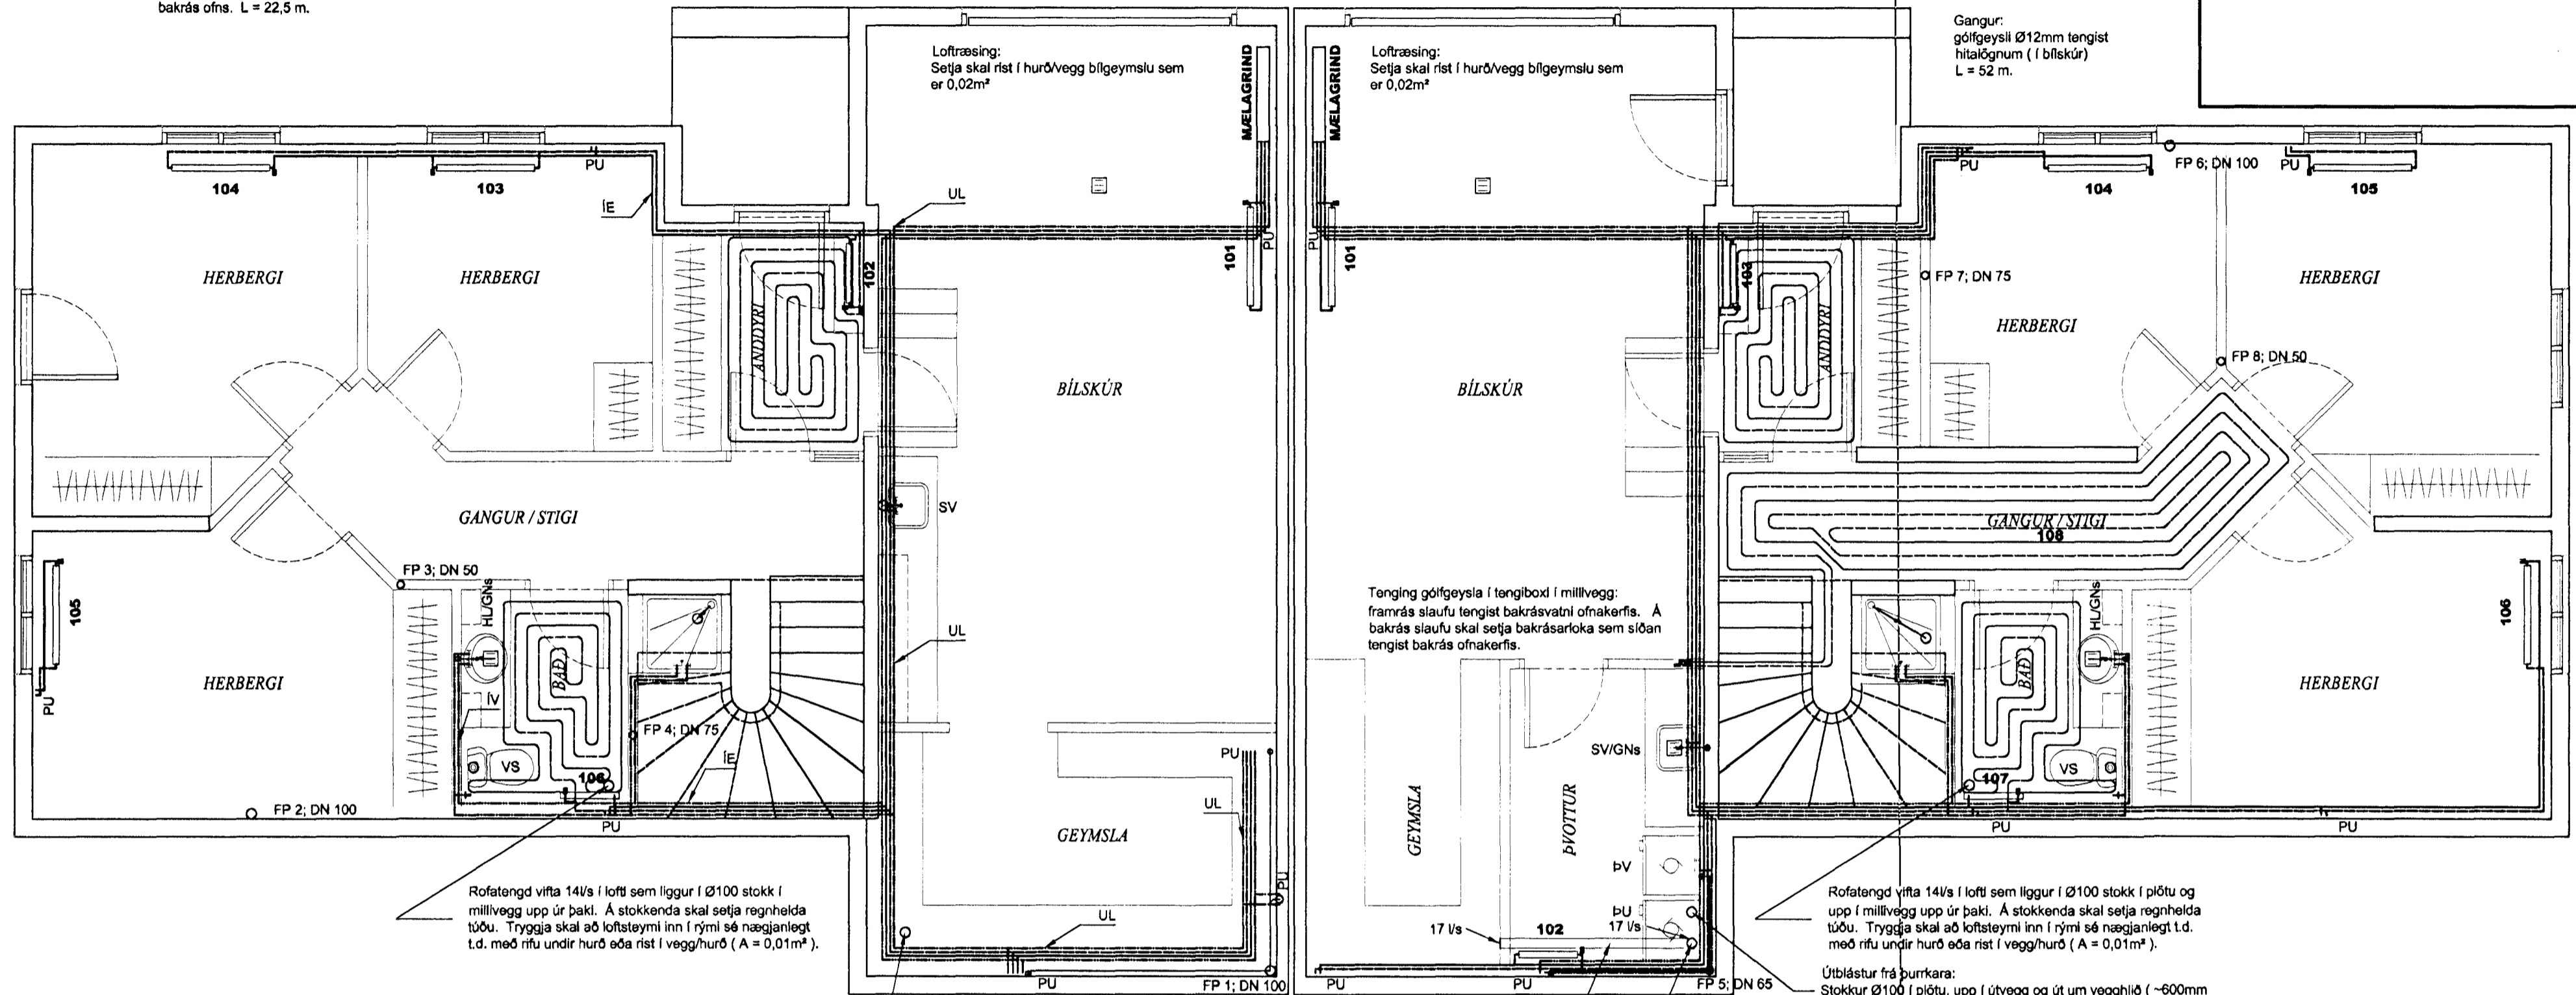 bakrás ofns. L = 22,5 m.
Loftræsing:
Setja skal rist í hurð/vegg bílgeymslu sem
er 0,02m²
MÆLAGRIND
MÆLAGRIND
Loftræsing:
Setja skal rist í hurð/vegg bílgeymslu sem
er 0,02m²
Gangur:
gólfgeysli Ø12mm tengist
hitalögnum ( í bílskúr)
L = 52 m.
104
103
PU
ÍE
UL
PU
PU
PU
104
FP 6; DN 100
PU
105
HERBERGI
HERBERGI
ANDDYRI
102
101
101
103
ANDDYRI
FP 7; DN 75
HERBERGI
HERBERGI
FP 8; DN 50
BÍLSKÚR
BÍLSKÚR
GANGUR / STIGI
SV
GANGUR / STIGI
108
FP 3; DN 50
HL/GNs
105
PU
HERBERGI
ÍV
BAÐ
VS
106
FP 4; DN 75
ÍE
PU
FP 2; DN 100
UL
Tenging gólfgeysla í tengiboxi í millivegg:
framrás slaufu tengist bakrásvatni ofnakerfis. Á
bakrás slaufu skal setja bakrásarloka sem síðan
tengist bakrás ofnakerfis.
HL/GNs
BAÐ
VS
107
106
HERBERGI
PU
PU
PU
UL
GEYMSLA
PU
UL
GEYMSLA
ÞVOTTUR
SV/GNs
ÞV
ÞU
17 l/s
102
17 l/s
Rofatengd vifta 14l/s í lofti sem liggur í Ø100 stokk í
millivegg upp úr þaki. Á stokkenda skal setja regnhelda
túðu. Tryggja skal að loftsteymi inn í rými sé nægjanlegt
t.d. með rifu undir hurð eða rist í vegg/hurð ( A = 0,01m² ).
Rofatengd vifta 14l/s í lofti sem liggur í Ø100 stokk í plötu og
upp í millivegg upp úr þaki. Á stokkenda skal setja regnhelda
túðu. Tryggja skal að loftsteymi inn í rými sé nægjanlegt t.d.
með rifu undir hurð eða rist í vegg/hurð ( A = 0,01m² ).
PU
FP 1; DN 100
PU
PU
FP 5; DN 65
Útblástur frá þurrkara:
Stokkur Ø100 í plötu, upp í útvegg og út um vegghlið ( ~600mm